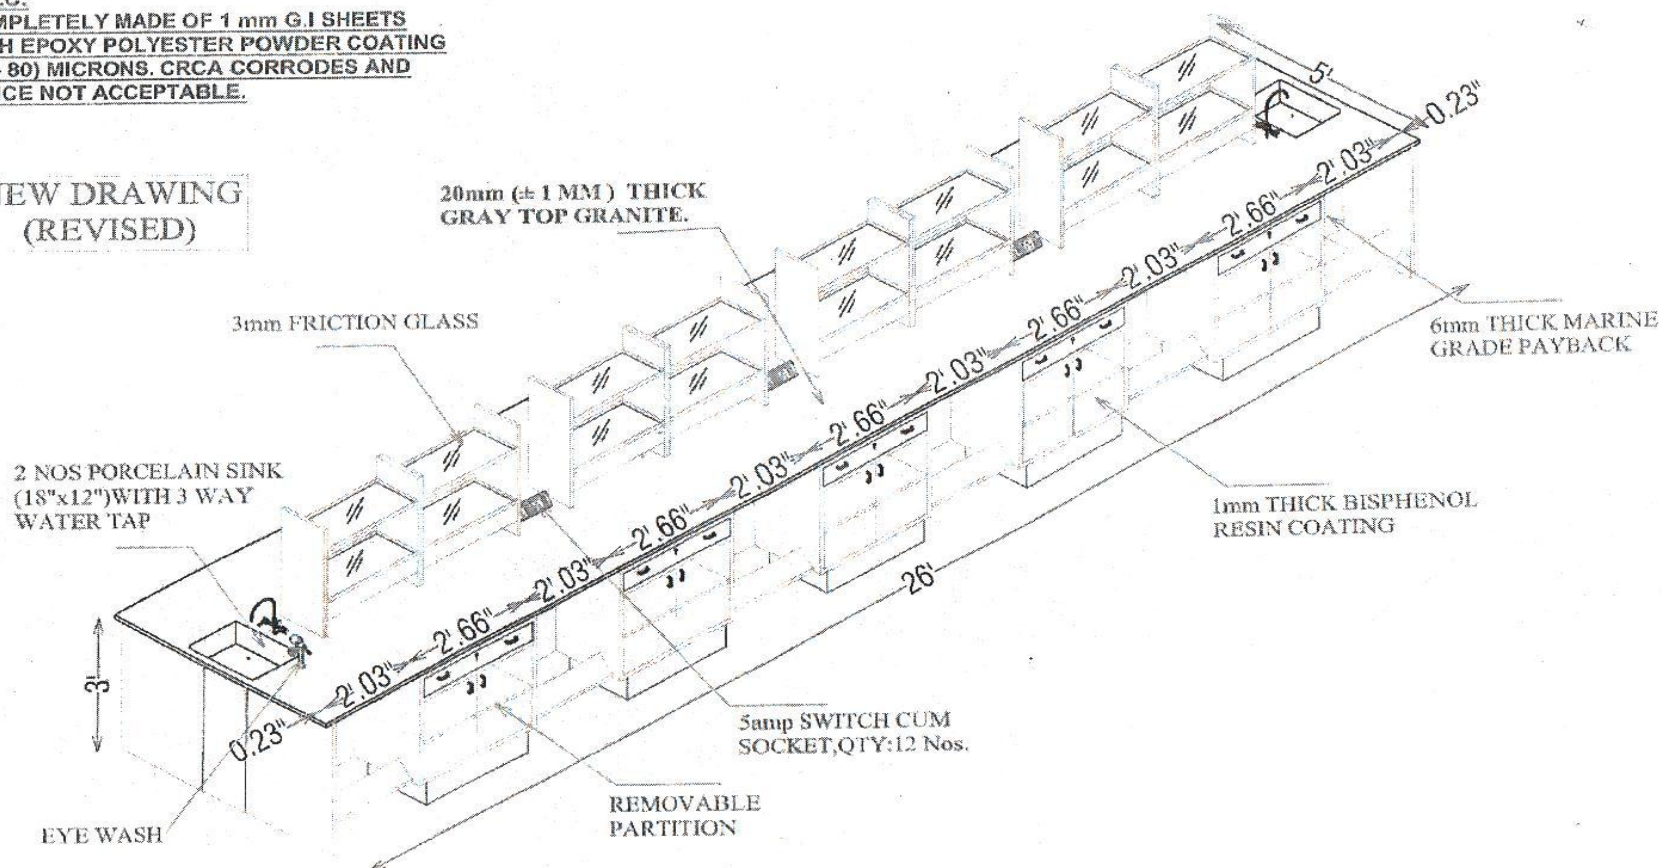 MPLETELY MADE OF 1 mm G.I SHEETS
H EPOXY POLYESTER POWDER COATING
80) MICRONS. CRCA CORRODES AND
CE NOT ACCEPTABLE.
EW DRAWING
(REVISED)
20mm (± 1 MM ) THICK
GRAY TOP GRANITE.
3mm FRICTION GLASS
2 NOS PORCELAIN SINK
(18"x12")WITH 3 WAY
WATER TAP
5'
0.23"
2'.03"
2'.66"
2'.03"
2'.66"
2'.03"
2'.66"
2'.03"
2'.66"
2'.03"
2'.66"
2'.03"
0.23"
3'
26'
6mm THICK MARINE
GRADE PAYBACK
1mm THICK BISPHENOL
RESIN COATING
5amp SWITCH CUM
SOCKET,QTY:12 Nos.
REMOVABLE
PARTITION
EYE WASH